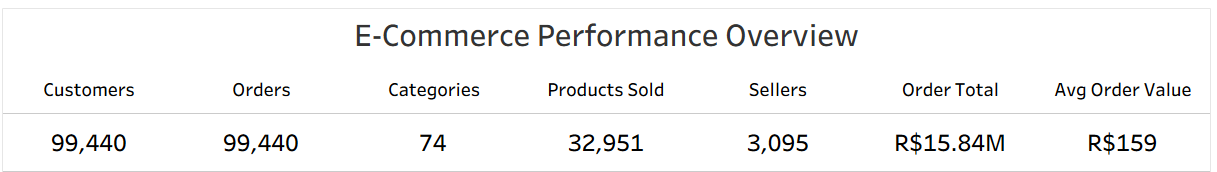 E-Commerce Performance Overview
Customers Orders Categories Products Sold Sellers Order Total Avg Order Value
99,440 99,440 74 32,951 3,095 R$15.84M R$159